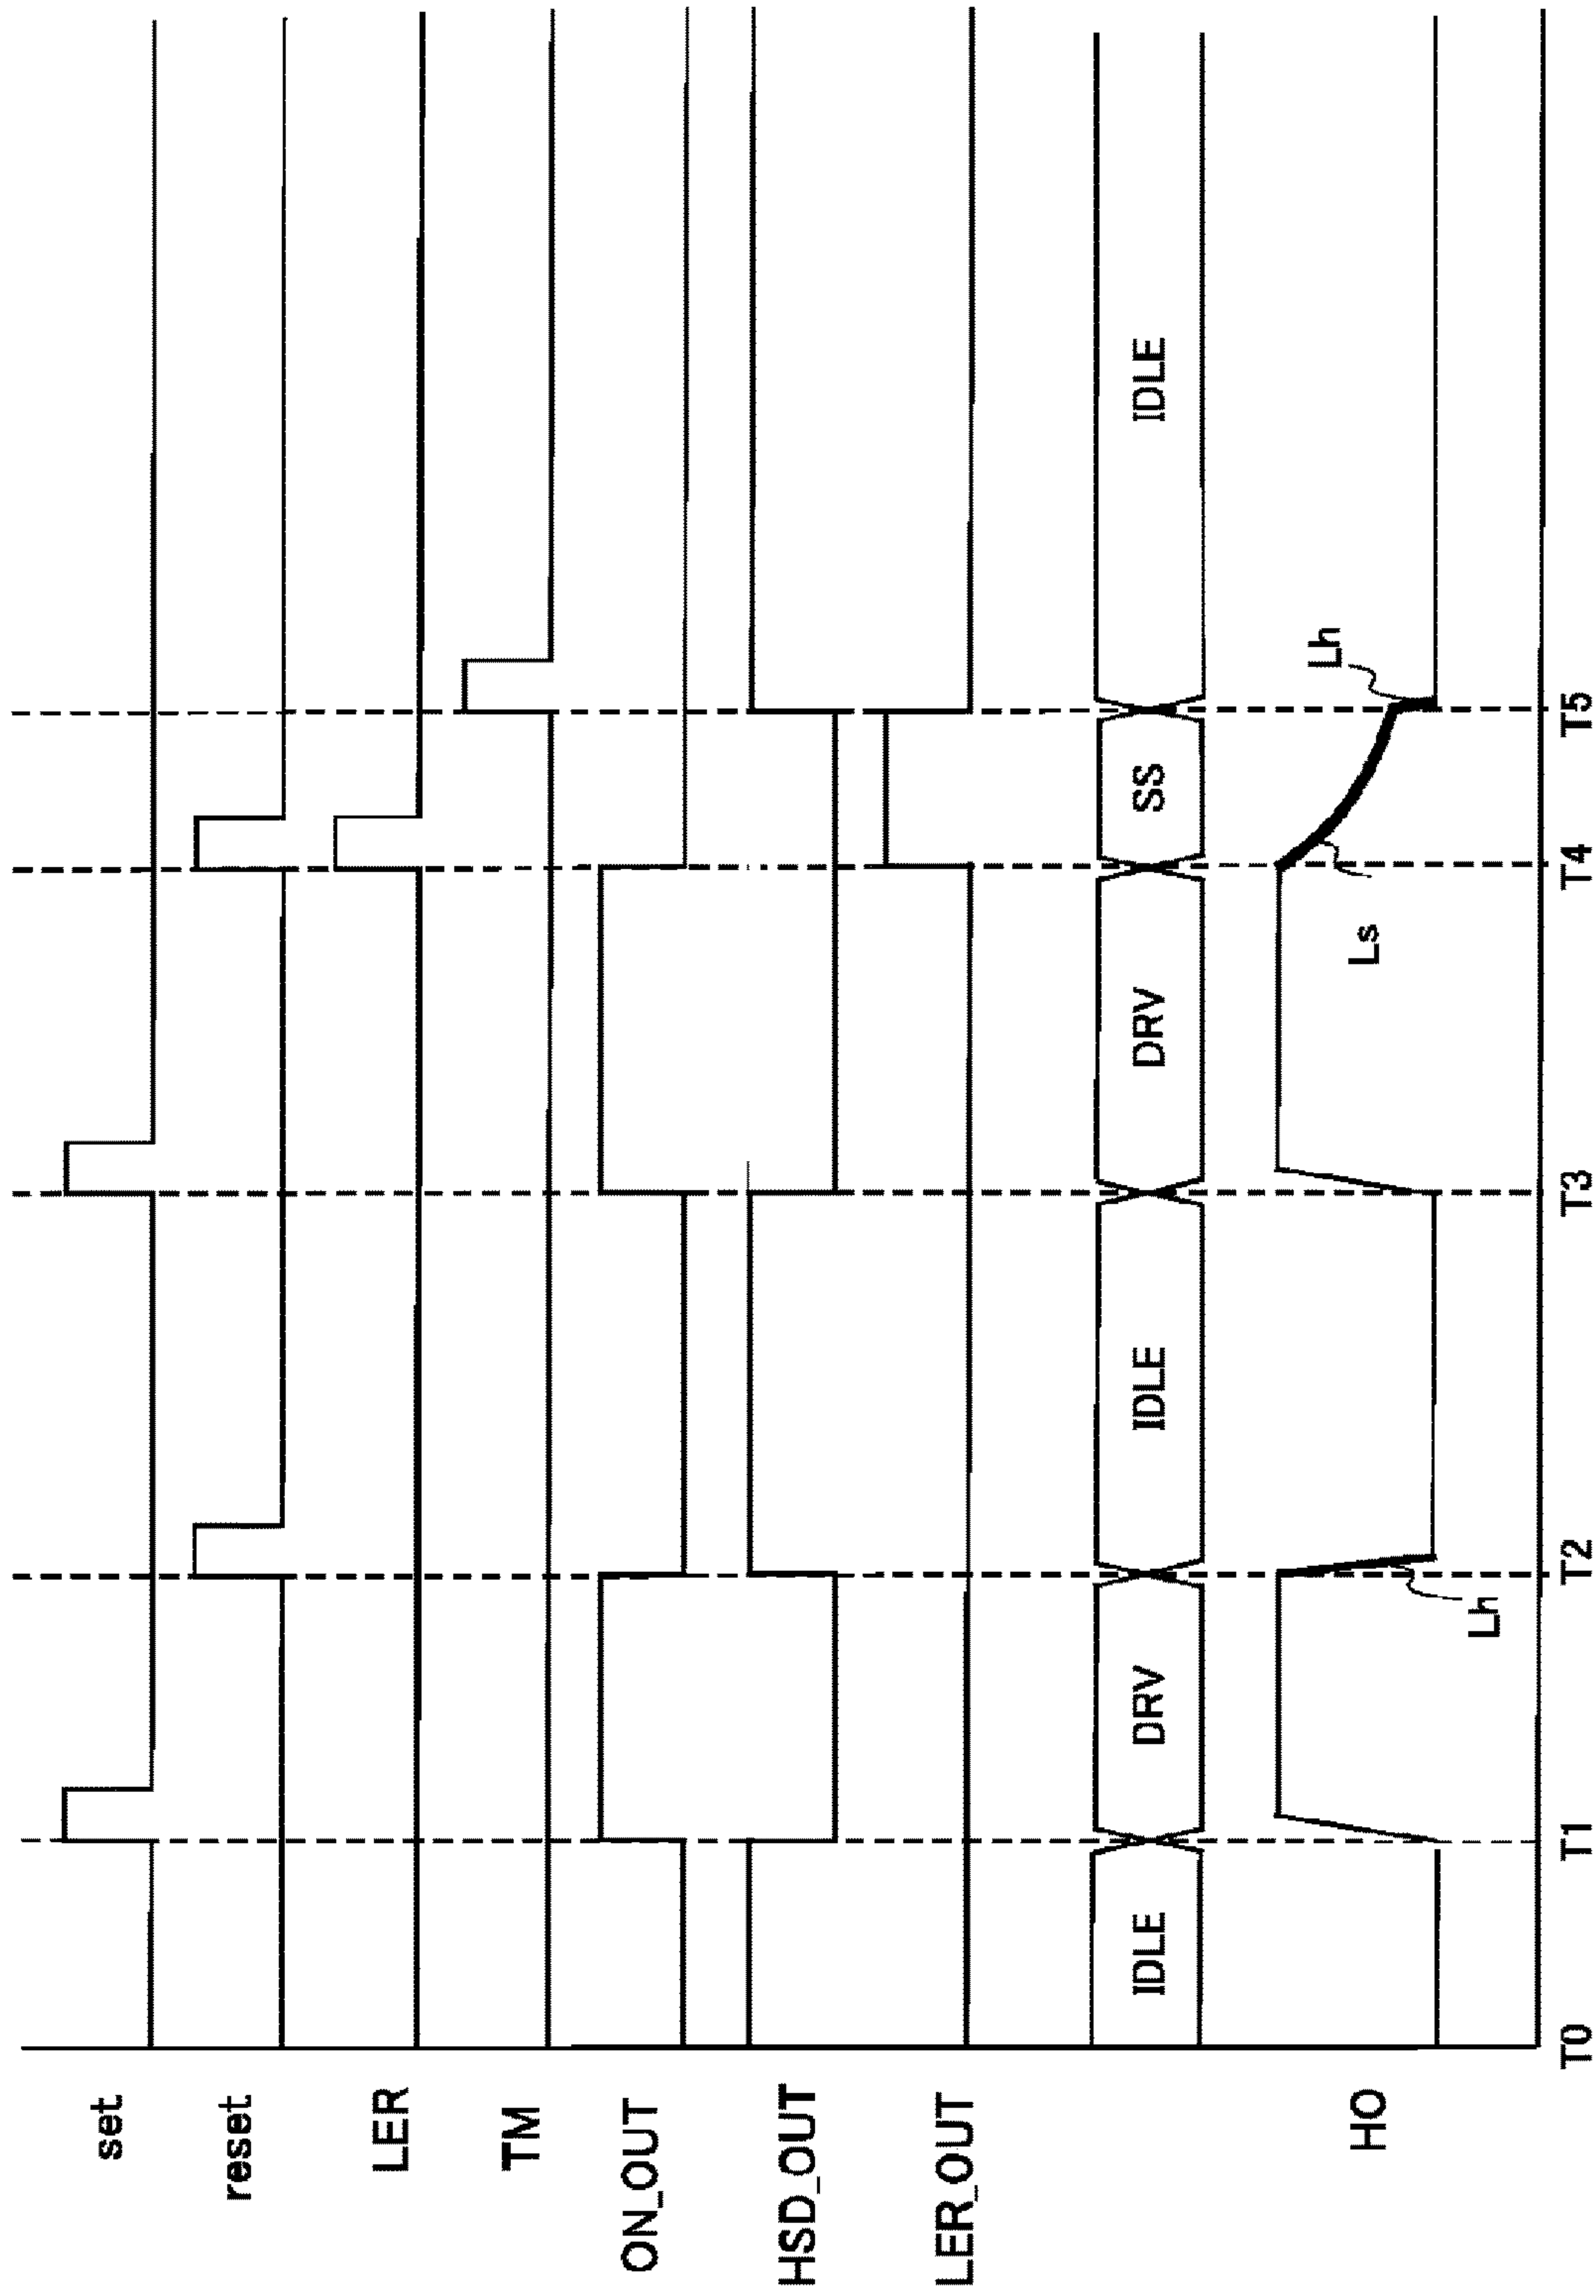 set
reset
LER
TM
ON_OUT
HSD_OUT
LER_OUT
IDLE DRV IDLE DRV SS IDLE
HO
Lh Ls Lh
T0 T1 T2 T3 T4 T5